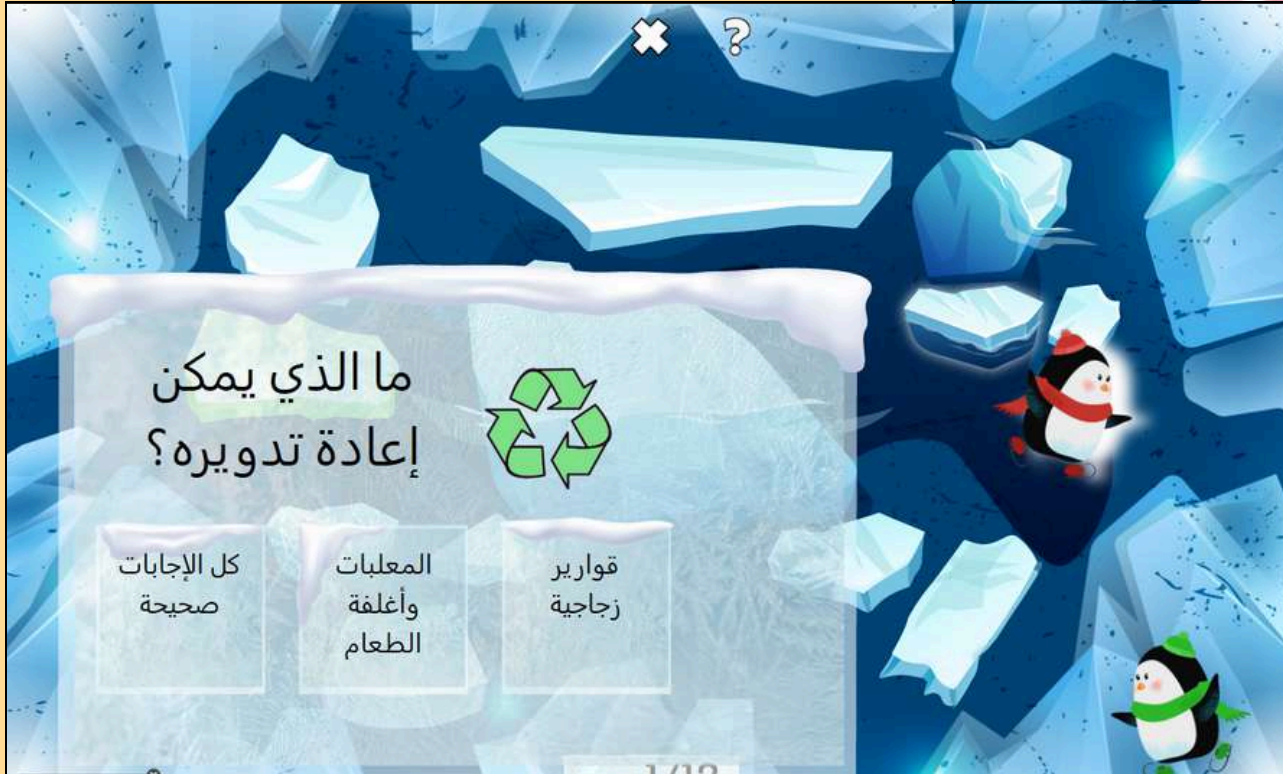 ?
ما الذي يمكن
إعادة تدويره؟
قوارير
زجاجية
المعلبات
وأغلفة
الطعام
كل الإجابات
صحيحة